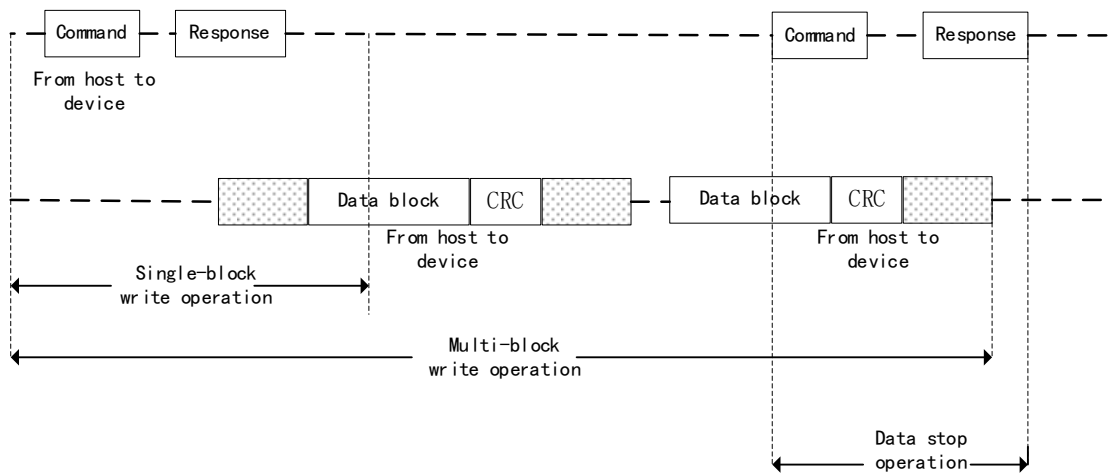 Command
Response
Command
Response
From host to
device
Data block
CRC
Data block
CRC
From host to
device
From host to
device
Single-block
write operation
Multi-block
write operation
Data stop
operation